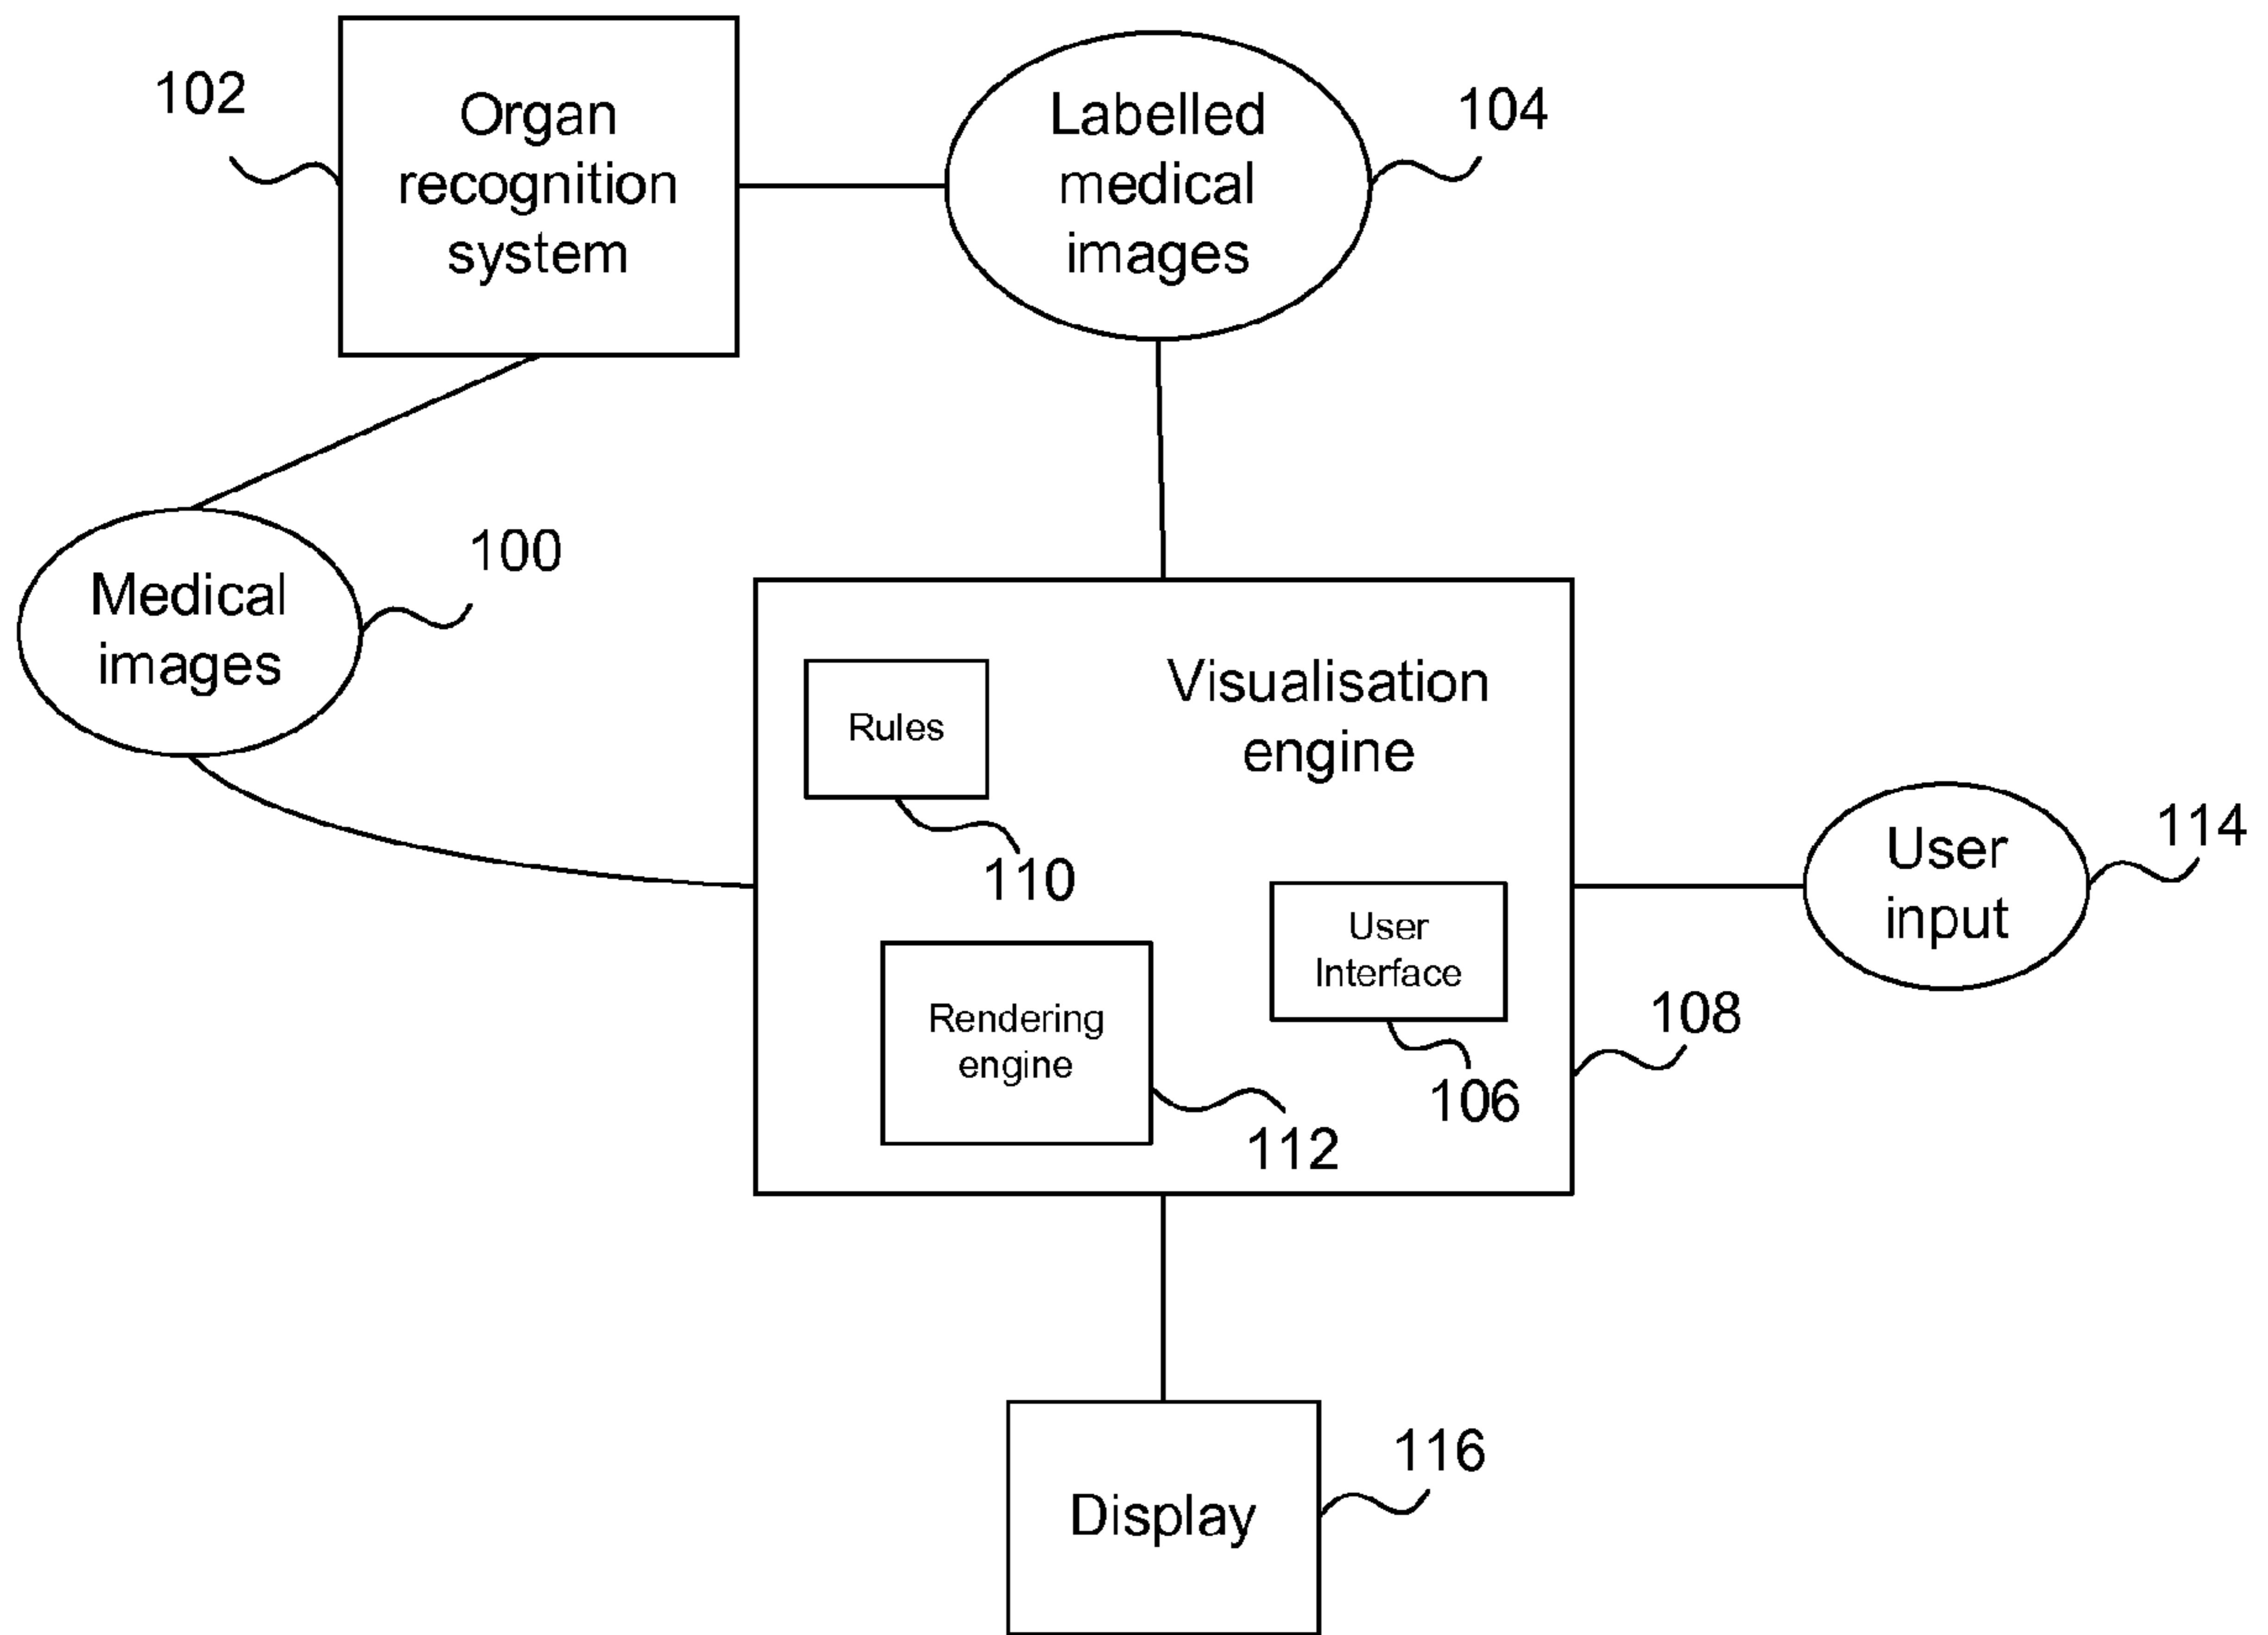 102
Organ
recognition
system
Labelled
medical
images
104
Medical
images
100
Visualisation
engine
Rules
110
User
Interface
106
Rendering
engine
112
108
User
input
114
Display
116